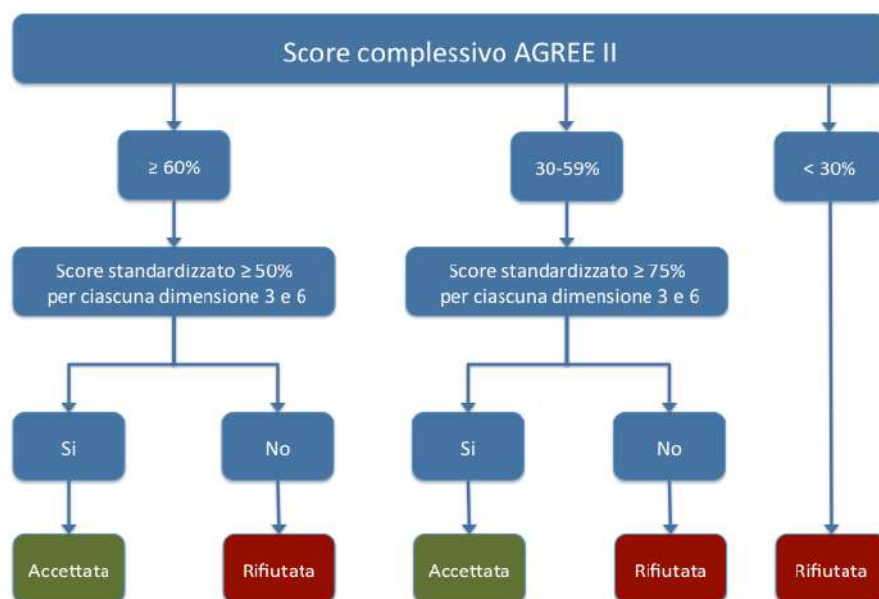 Score complessivo AGREE II
≥ 60%
30-59%
< 30%
Score standardizzato ≥ 50%
per ciascuna dimensione 3 e 6
Score standardizzato ≥ 75%
per ciascuna dimensione 3 e 6
Si
No
Si
No
Accettata
Rifiutata
Accettata
Rifiutata
Rifiutata